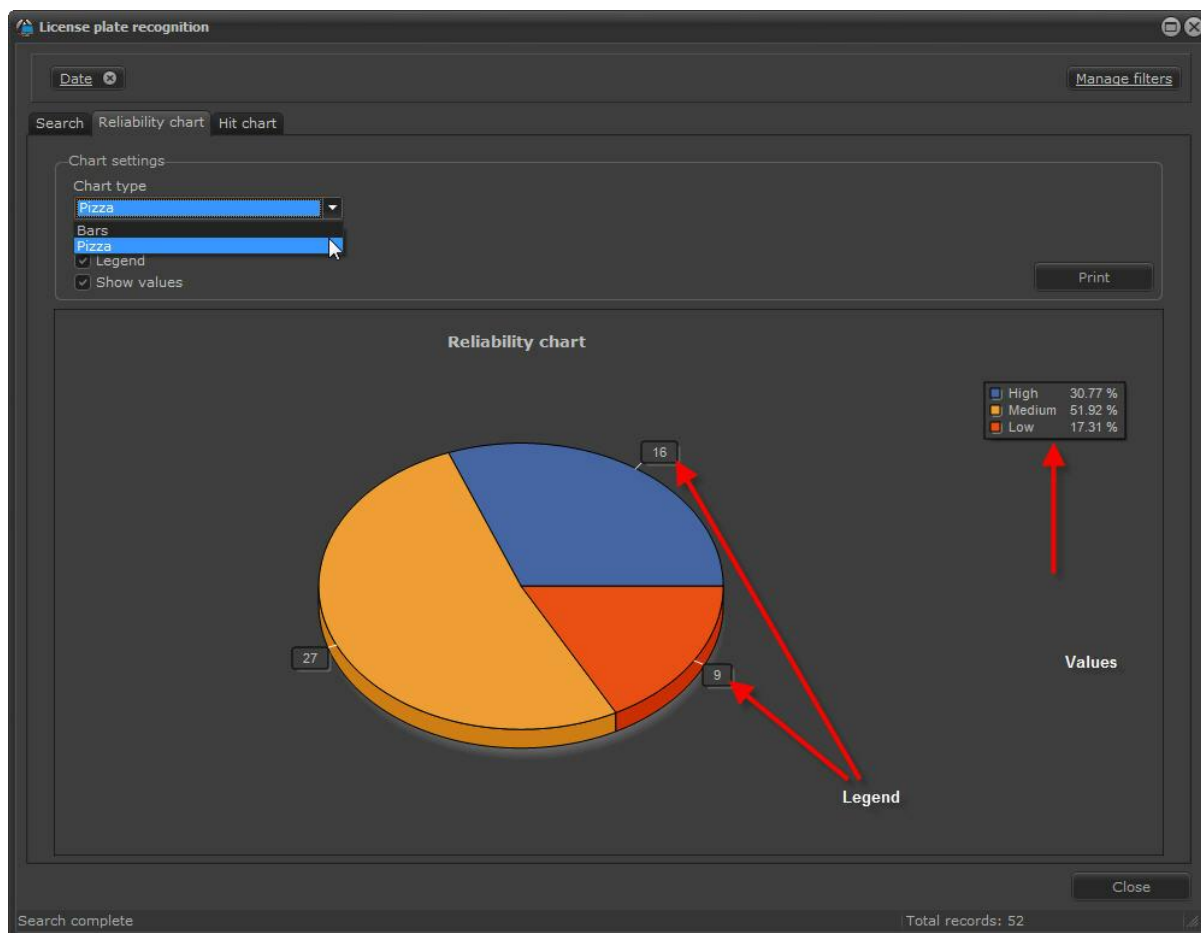 License plate recognition
Date
Manage filters
Search Reliability chart Hit chart
Chart settings
Chart type
Pizza
Bars
Pizza
Legend
Show values
Print
Reliability chart
High 30.77 %
Medium 51.92 %
Low 17.31 %
16
27
9
Values
Legend
Close
Search complete Total records: 52